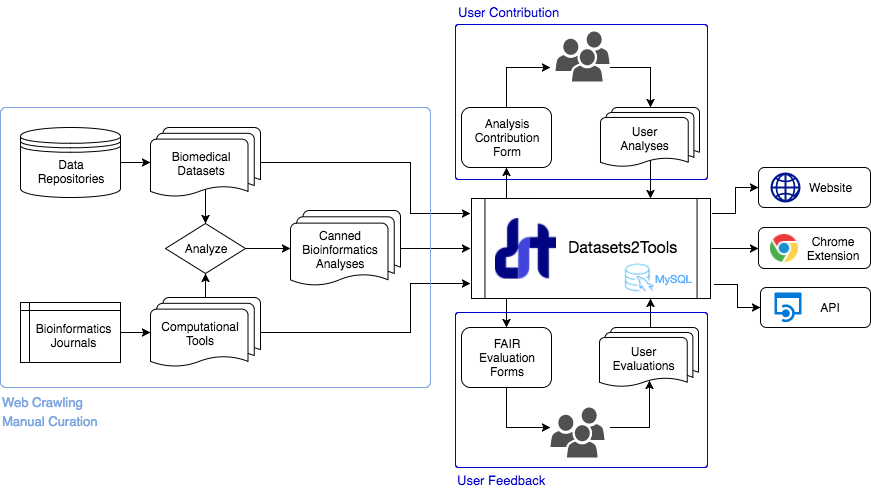 User Contribution
Analysis
Contribution
Form
User
Analyses
Data
Repositories
Biomedical
Datasets
Analyze
Canned
Bioinformatics
Analyses
Bioinformatics
Journals
Computational
Tools
Web Crawling
Manual Curation
Datasets2Tools
MySQL
Website
Chrome
Extension
API
FAIR
Evaluation
Forms
User
Evaluations
User Feedback